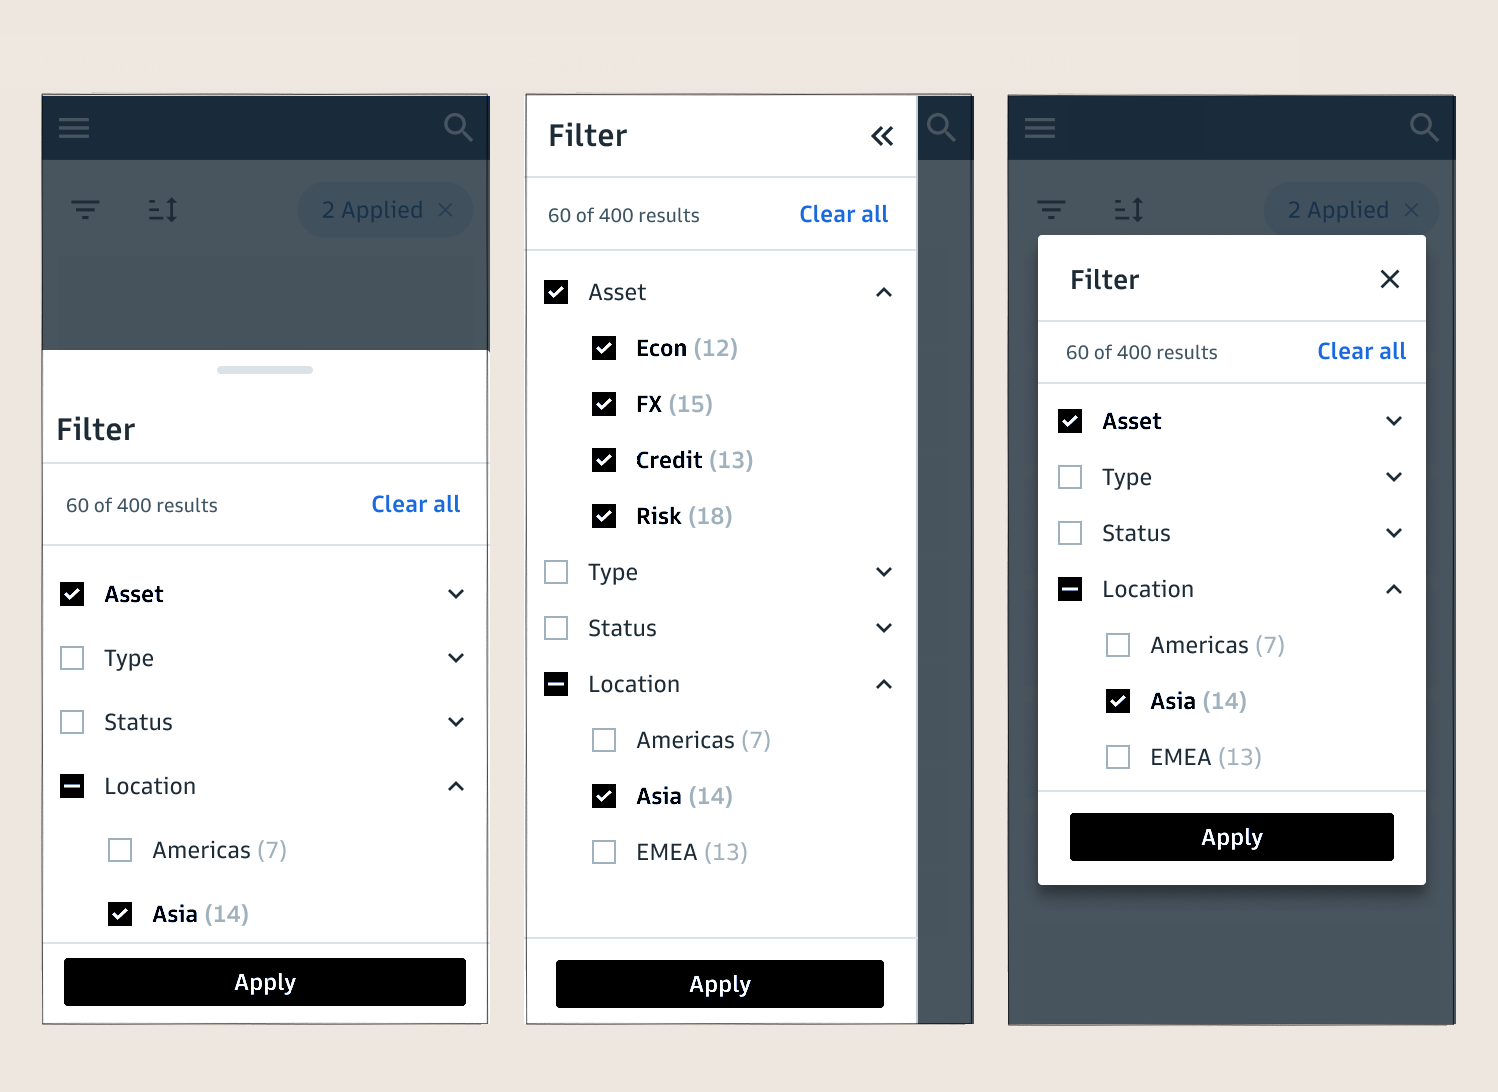 2 Applied
Filter
60 of 400 results Clear all
Asset
Type
Status
Location
Americas (7)
Asia (14)
Apply
Filter
60 of 400 results Clear all
Asset
Econ (12)
FX (15)
Credit (13)
Risk (18)
Type
Status
Location
Americas (7)
Asia (14)
EMEA (13)
Apply
2 Applied
Filter
60 of 400 results Clear all
Asset
Type
Status
Location
Americas (7)
Asia (14)
EMEA (13)
Apply